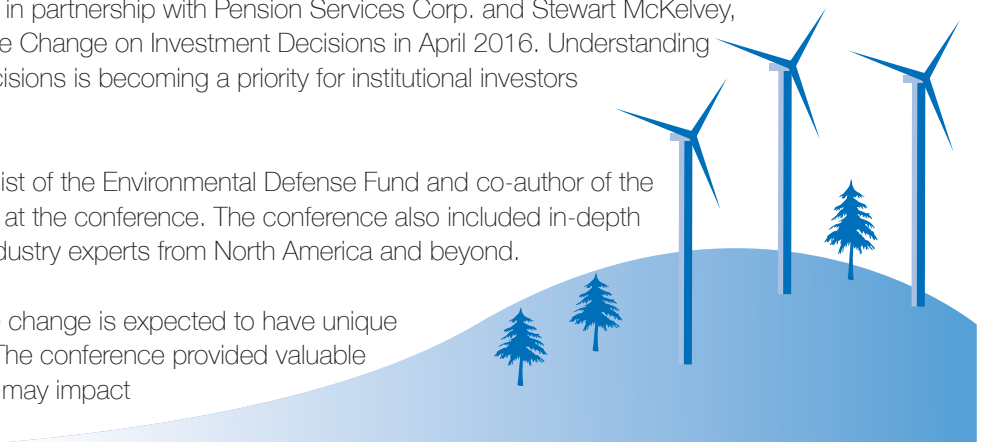 in partnership with Pension Services Corp. and Stewart McKelvey,
e Change on Investment Decisions in April 2016. Understanding
cisions is becoming a priority for institutional investors
ist of the Environmental Defense Fund and co-author of the
at the conference. The conference also included in-depth
dustry experts from North America and beyond.
change is expected to have unique
The conference provided valuable
may impact